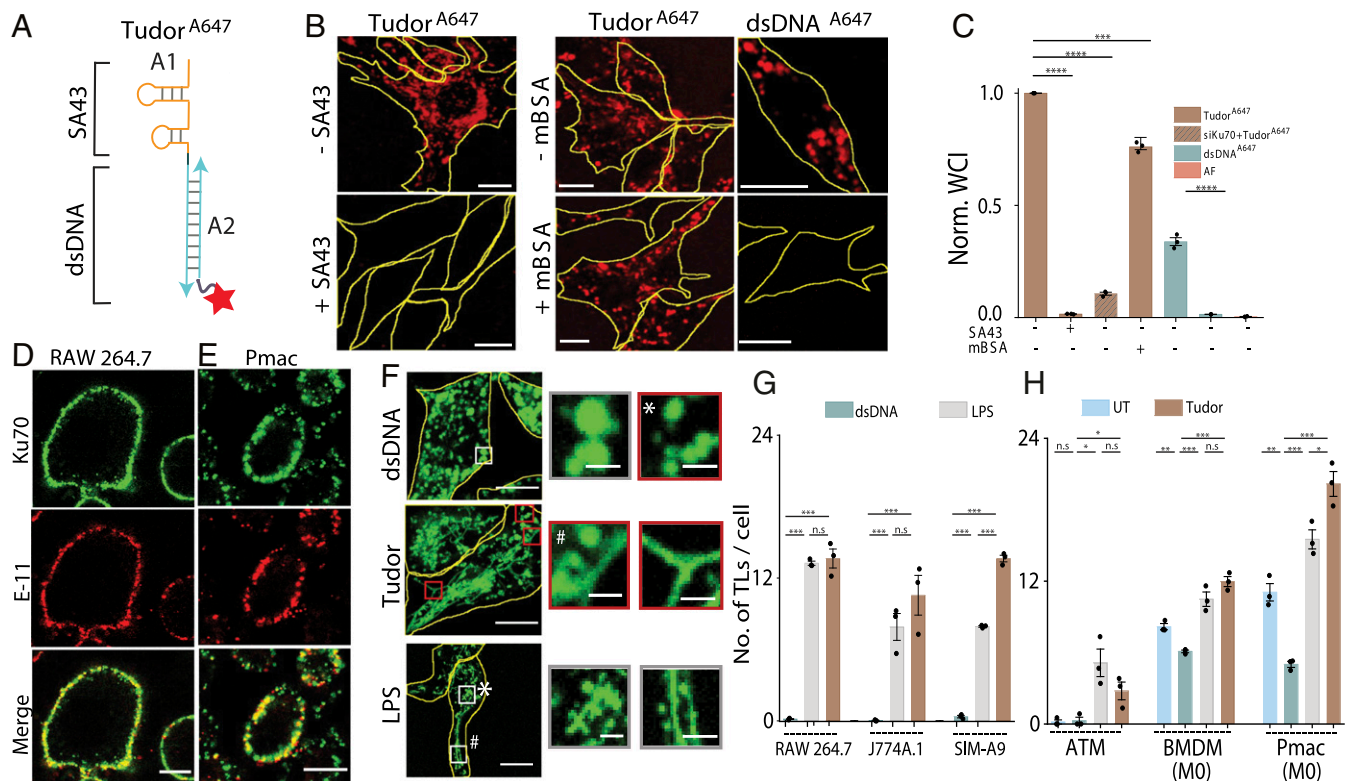 A
Tudor A647
A1
SA43
dsDNA
A2
B
Tudor A647
Tudor A647
dsDNA A647
- SA43
+ SA43
- mBSA
+ mBSA
C
***
****
****
****
Norm. WCI
1.0
0.5
0.0
Tudor A647
siKu70+Tudor A647
dsDNA A647
AF
- + - - - - -
SA43
mBSA
- - - + - - -
D
RAW 264.7
E
Pmac
Ku70
E-11
Merge
F
dsDNA
Tudor
LPS
*
#
*
#
G
dsDNA
LPS
No. of TLs / cell
24
12
0
***
*** n.s
***
*** n.s
***
*** ***
RAW 264.7
J774A.1
SIM-A9
H
UT
Tudor
24
12
0
*
n.s * n.s
***
** *** n.s
***
** *** *
ATM
BMDM
(M0)
Pmac
(M0)